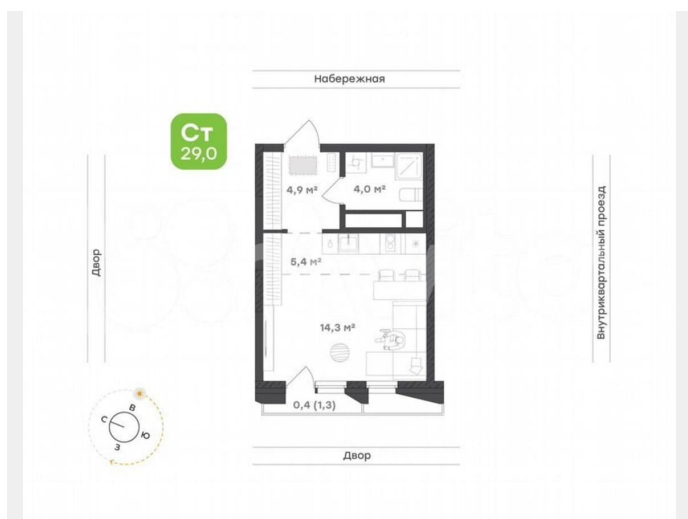 Набережная
Ст
29,0
4,9 м²
4,0 м²
5,4 м²
14,3 м²
0,4 (1,3)
Двор
Внутриквартальный проезд
Двор
С
В
Ю
З